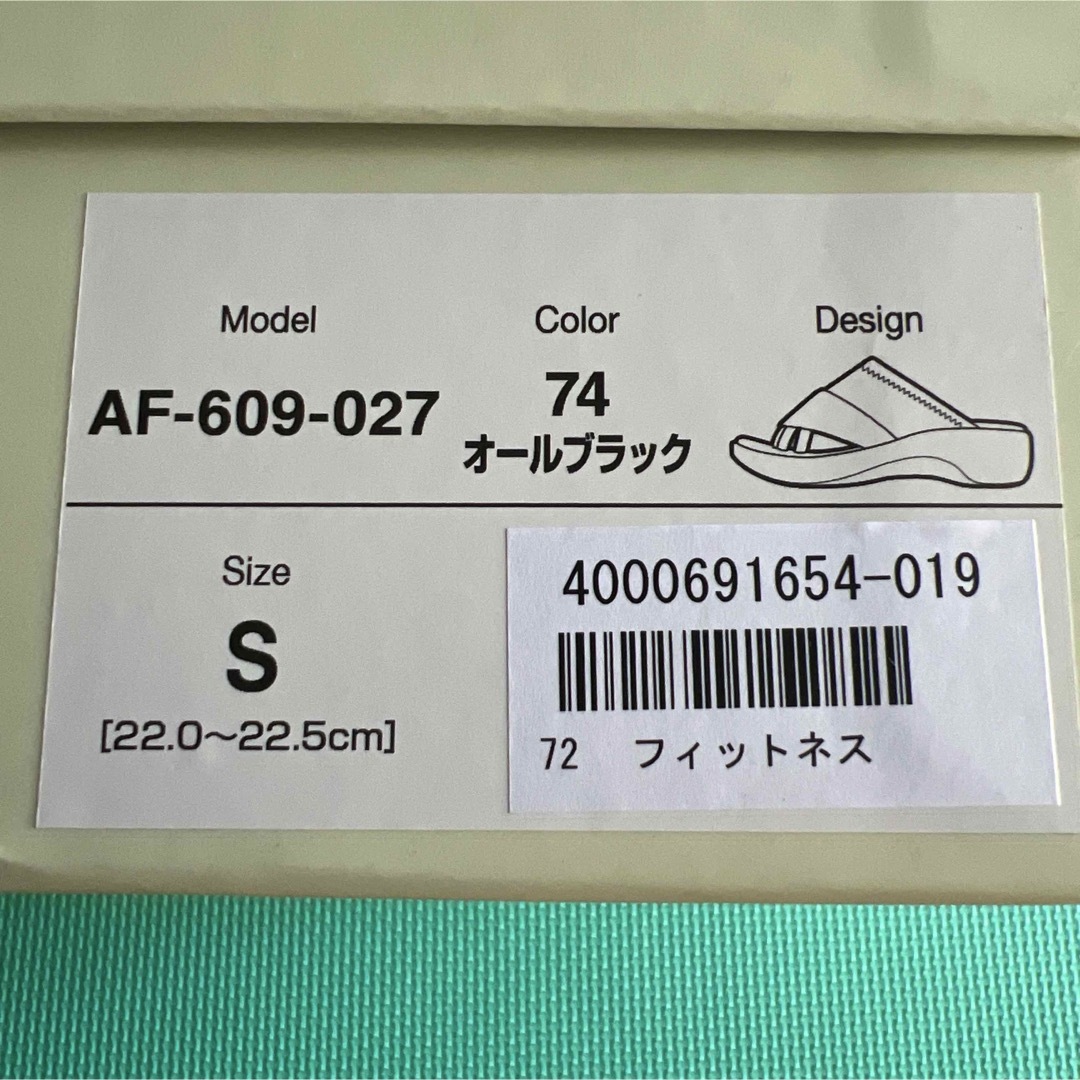 Model
Color
Design
AF-609-027
74
オールブラック
Size
S
[22.0～22.5cm]
4000691654-019
72 フィットネス